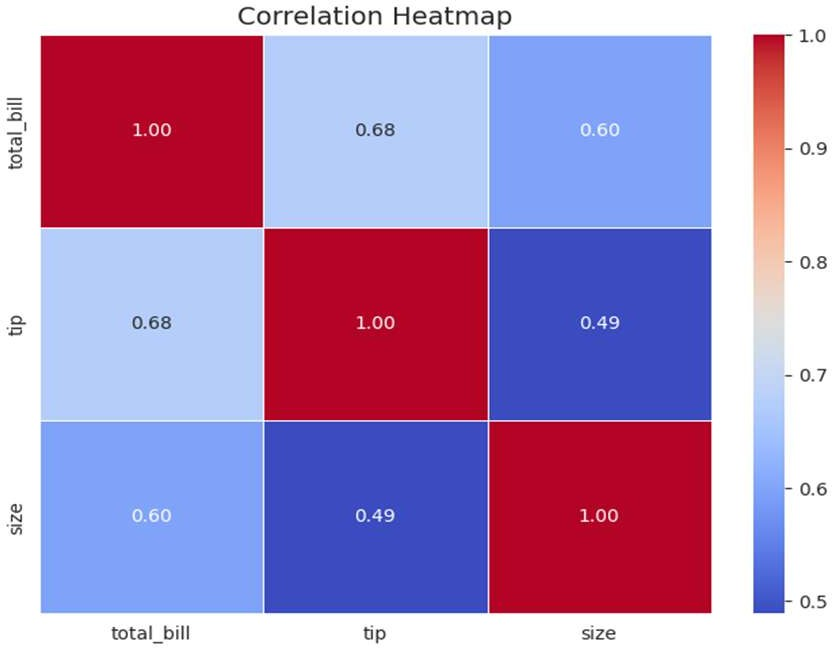 Correlation Heatmap
total_bill 1.00 0.68 0.60
tip 0.68 1.00 0.49
size 0.60 0.49 1.00
total_bill tip size
1.0
0.9
0.8
0.7
0.6
0.5